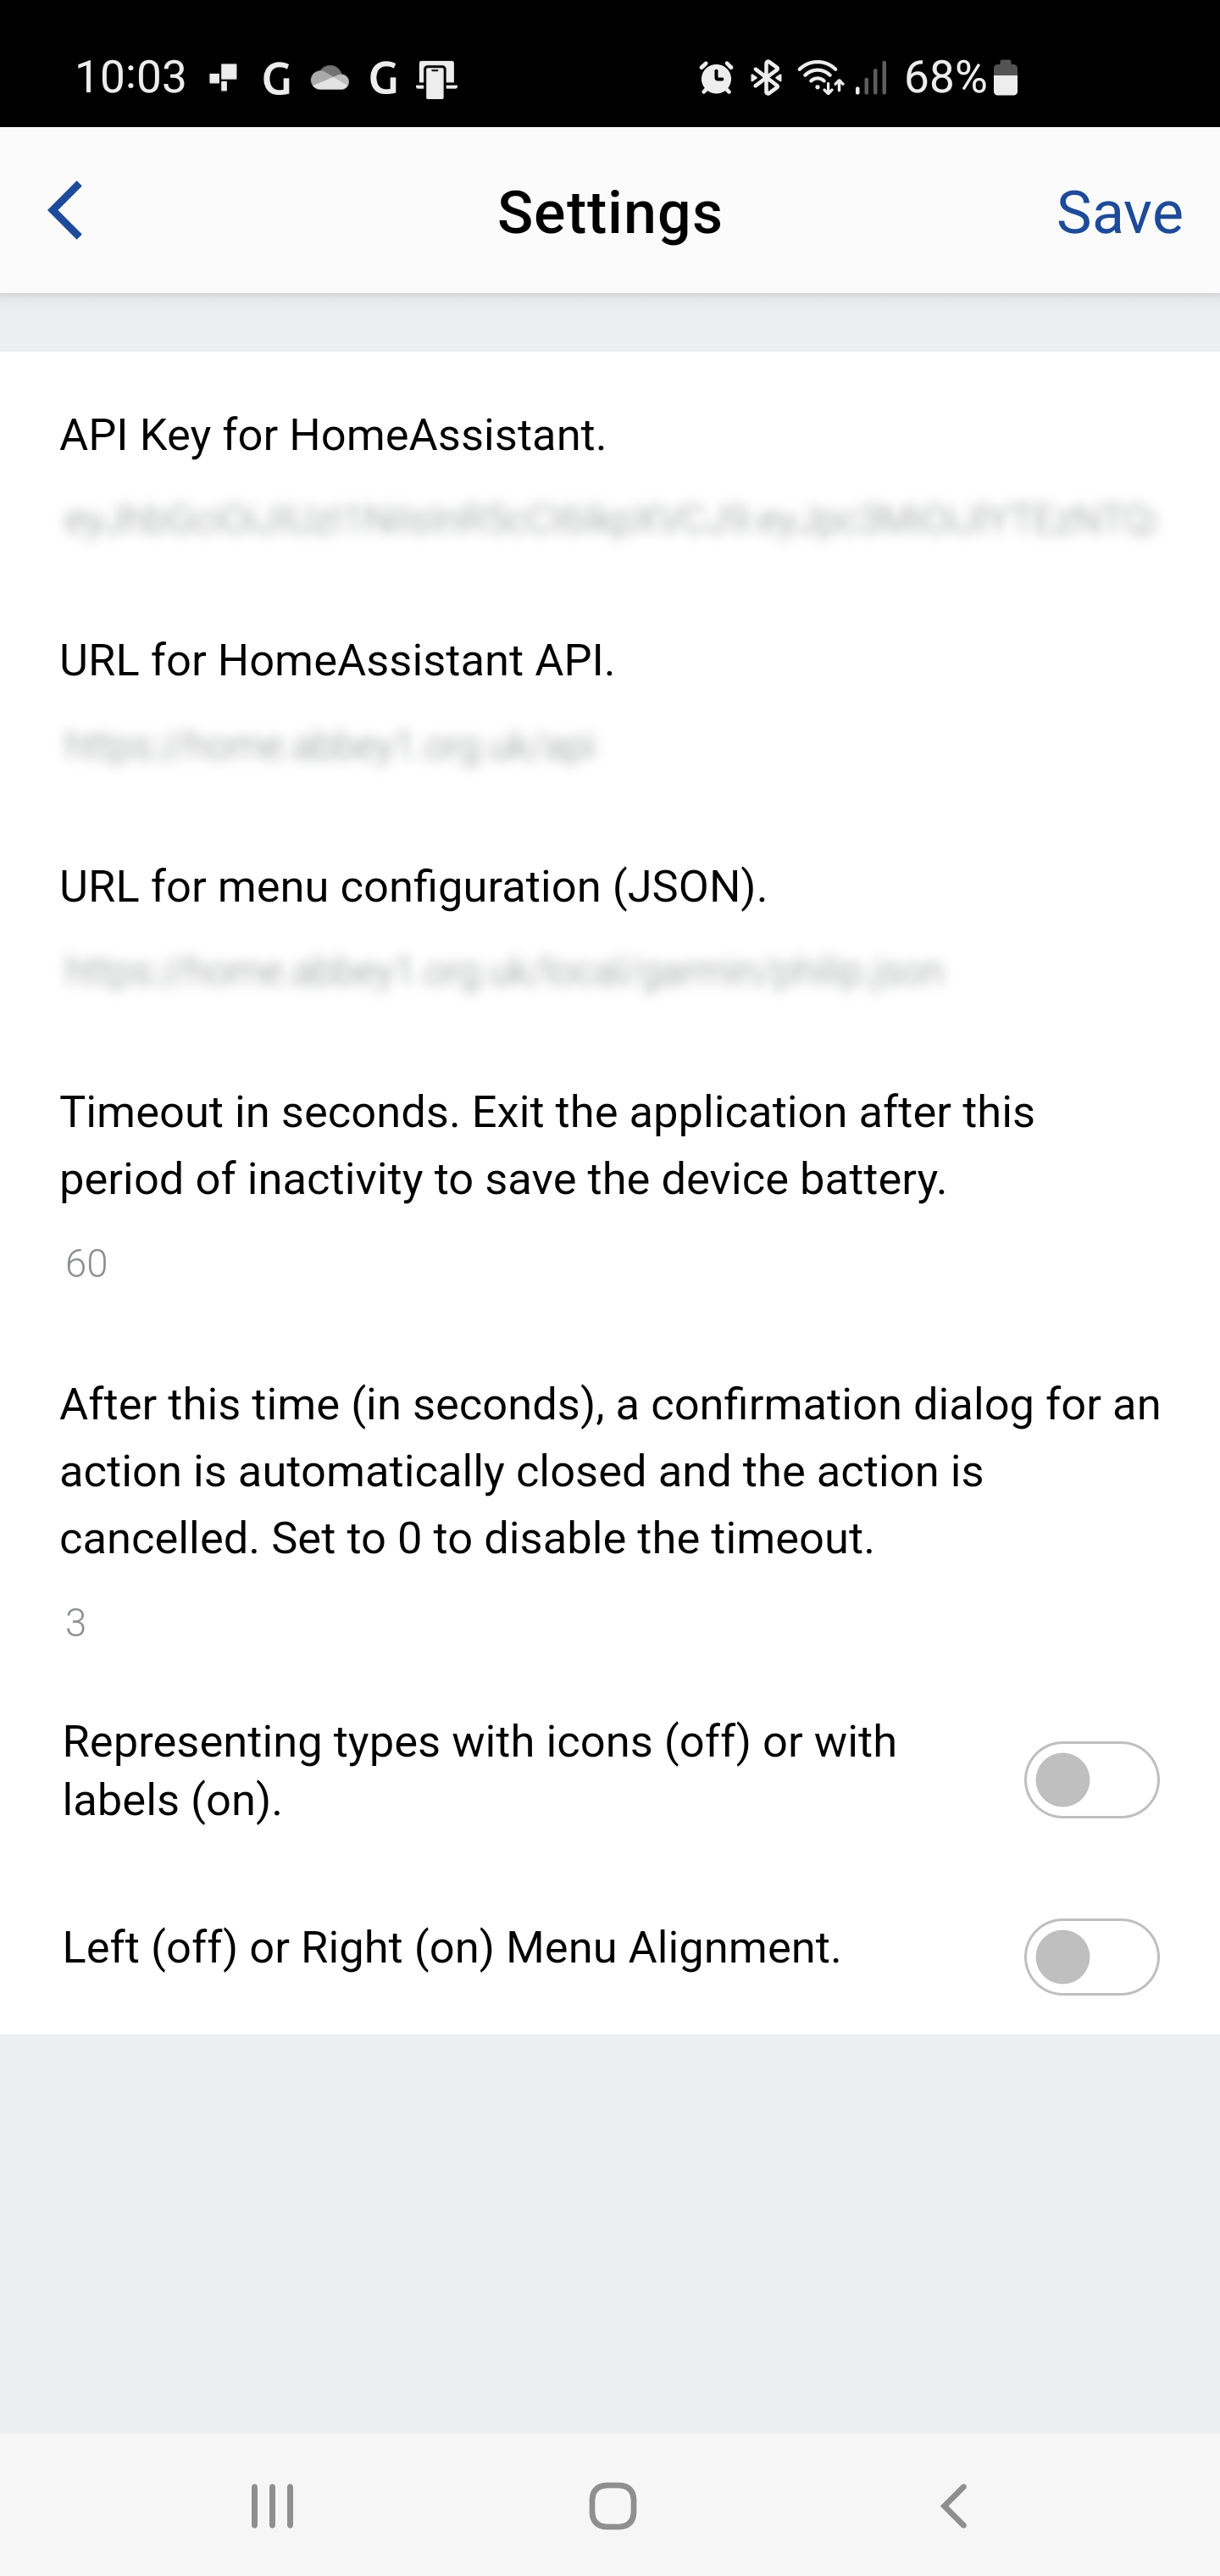 10:03 G G 68%
Settings Save
API Key for HomeAssistant.
URL for HomeAssistant API.
URL for menu configuration (JSON).
Timeout in seconds. Exit the application after this
period of inactivity to save the device battery.
60
After this time (in seconds), a confirmation dialog for an
action is automatically closed and the action is
cancelled. Set to 0 to disable the timeout.
3
Representing types with icons (off) or with
labels (on).
Left (off) or Right (on) Menu Alignment.